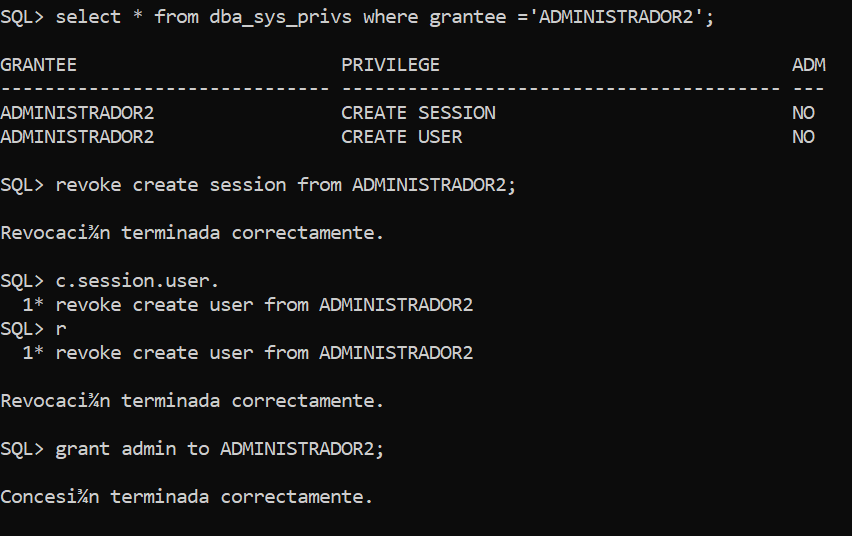 SQL> select * from dba_sys_privs where grantee ='ADMINISTRADOR2';
GRANTEE                        PRIVILEGE                                ADM
------------------------------ ---------------------------------------- ---
ADMINISTRADOR2                 CREATE SESSION                           NO
ADMINISTRADOR2                 CREATE USER                              NO
SQL> revoke create session from ADMINISTRADOR2;
Revocaci¾n terminada correctamente.
SQL> c.session.user.
  1* revoke create user from ADMINISTRADOR2
SQL> r
  1* revoke create user from ADMINISTRADOR2
Revocaci¾n terminada correctamente.
SQL> grant admin to ADMINISTRADOR2;
Concesi¾n terminada correctamente.